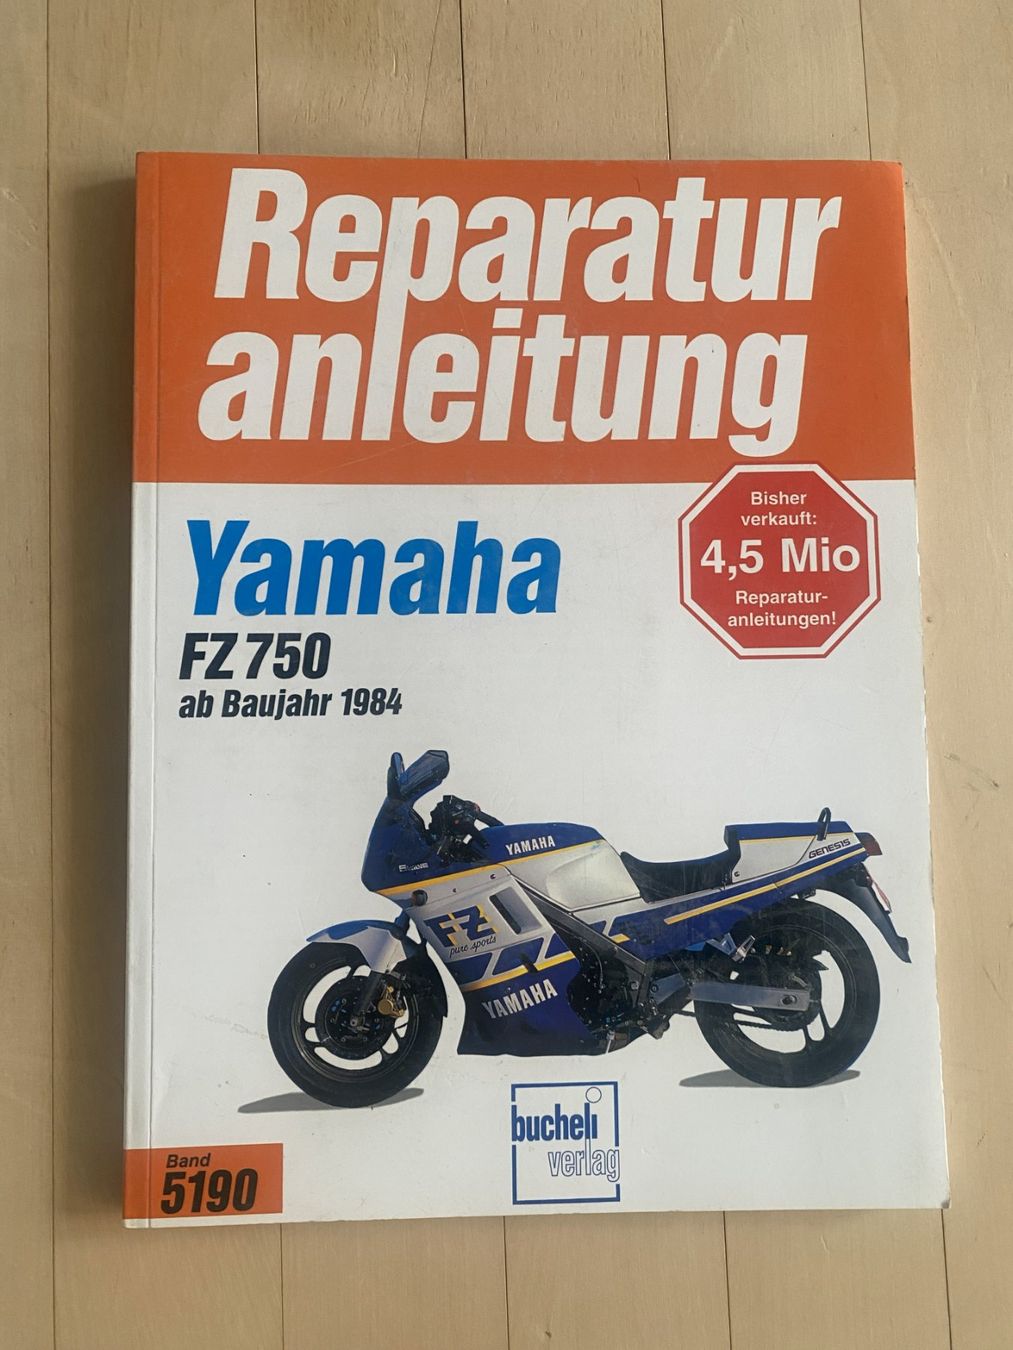 Reparatur
anleitung
Bisher
verkauft:
4,5 Mio
Reparatur-
anleitungen!
Yamaha
FZ 750
ab Baujahr 1984
YAMAHA
GENESIS
FZ
pure sports
YAMAHA
bucheli
verlag
Band
5190